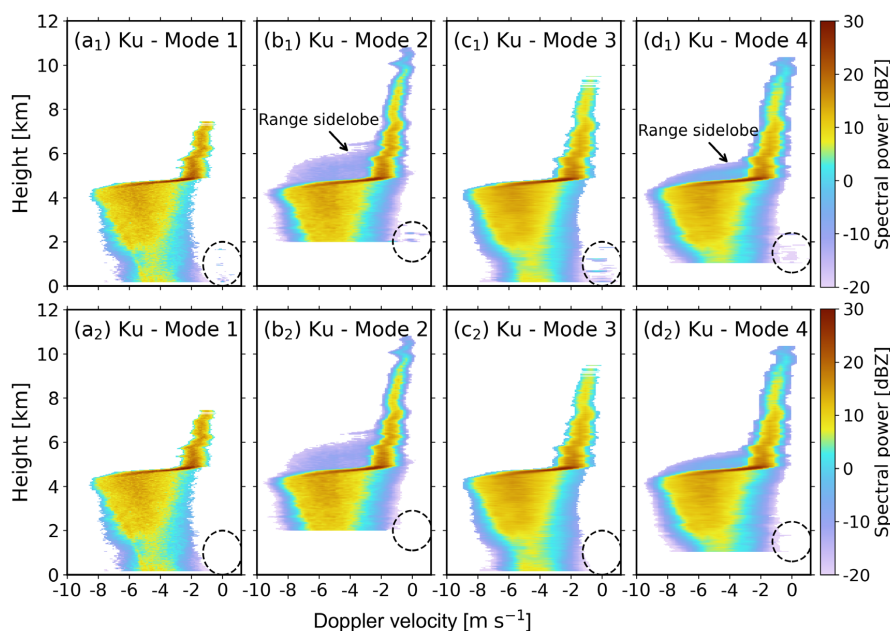 (a₁) Ku - Mode 1
(b₁) Ku - Mode 2
(c₁) Ku - Mode 3
(d₁) Ku - Mode 4
Range sidelobe
Range sidelobe
12
10
8
6
4
2
0
Height [km]
30
20
10
0
-10
-20
Spectral power [dBZ]
(a₂) Ku - Mode 1
(b₂) Ku - Mode 2
(c₂) Ku - Mode 3
(d₂) Ku - Mode 4
12
10
8
6
4
2
0
Height [km]
-10 -8 -6 -4 -2 0
-10 -8 -6 -4 -2 0
-10 -8 -6 -4 -2 0
-10 -8 -6 -4 -2 0
30
20
10
0
-10
-20
Spectral power [dBZ]
Doppler velocity [m s⁻¹]